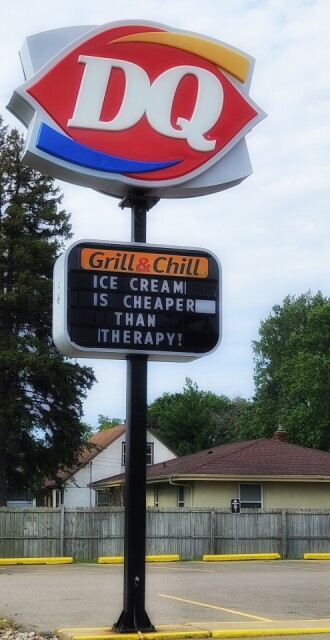 DQ
Grill&Chill
ICE CREAM
IS CHEAPER
THAN
THERAPY!